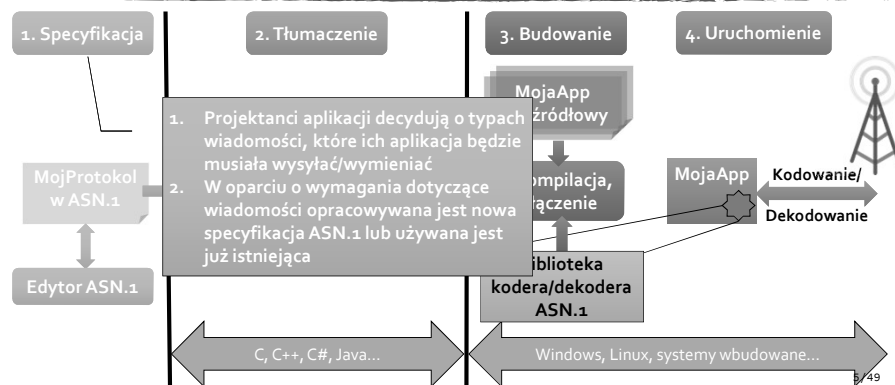 1. Specyfikacja
2. Tłumaczenie
3. Budowanie
4. Uruchomienie
MojaApp
źródłowy
1. Projektanci aplikacji decydują o typach
wiadomości, które ich aplikacja będzie
musiała wysyłać/wymieniać
2. W oparciu o wymagania dotyczące
wiadomości opracowywana jest nowa
specyfikacja ASN.1 lub używana jest
już istniejąca
MojProtokol
w ASN.1
Edytor ASN.1
MojaApp
Kodowanie/
Dekodowanie
kodera/dekodera
ASN.1
C, C++, C#, Java...
Windows, Linux, systemy wbudowane...
5/49